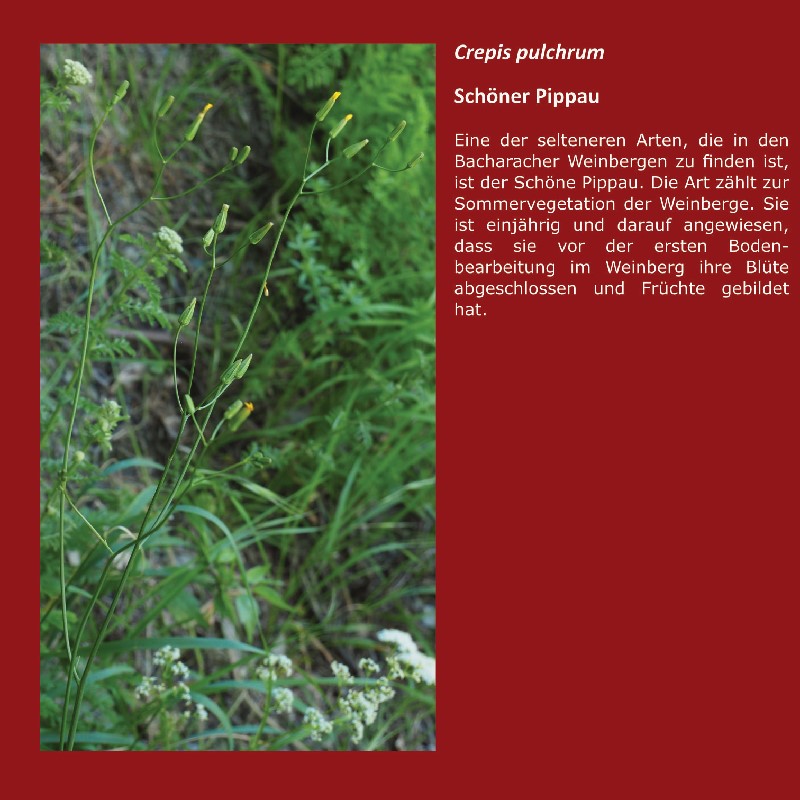 Crepis pulchrum
Schöner Pippau
Eine der selteneren Arten, die in den
Bacharacher Weinbergen zu finden ist,
ist der Schöne Pippau. Die Art zählt zur
Sommervegetation der Weinberge. Sie
ist einjährig und darauf angewiesen,
dass sie vor der ersten Boden-
bearbeitung im Weinberg ihre Blüte
abgeschlossen und Früchte gebildet
hat.